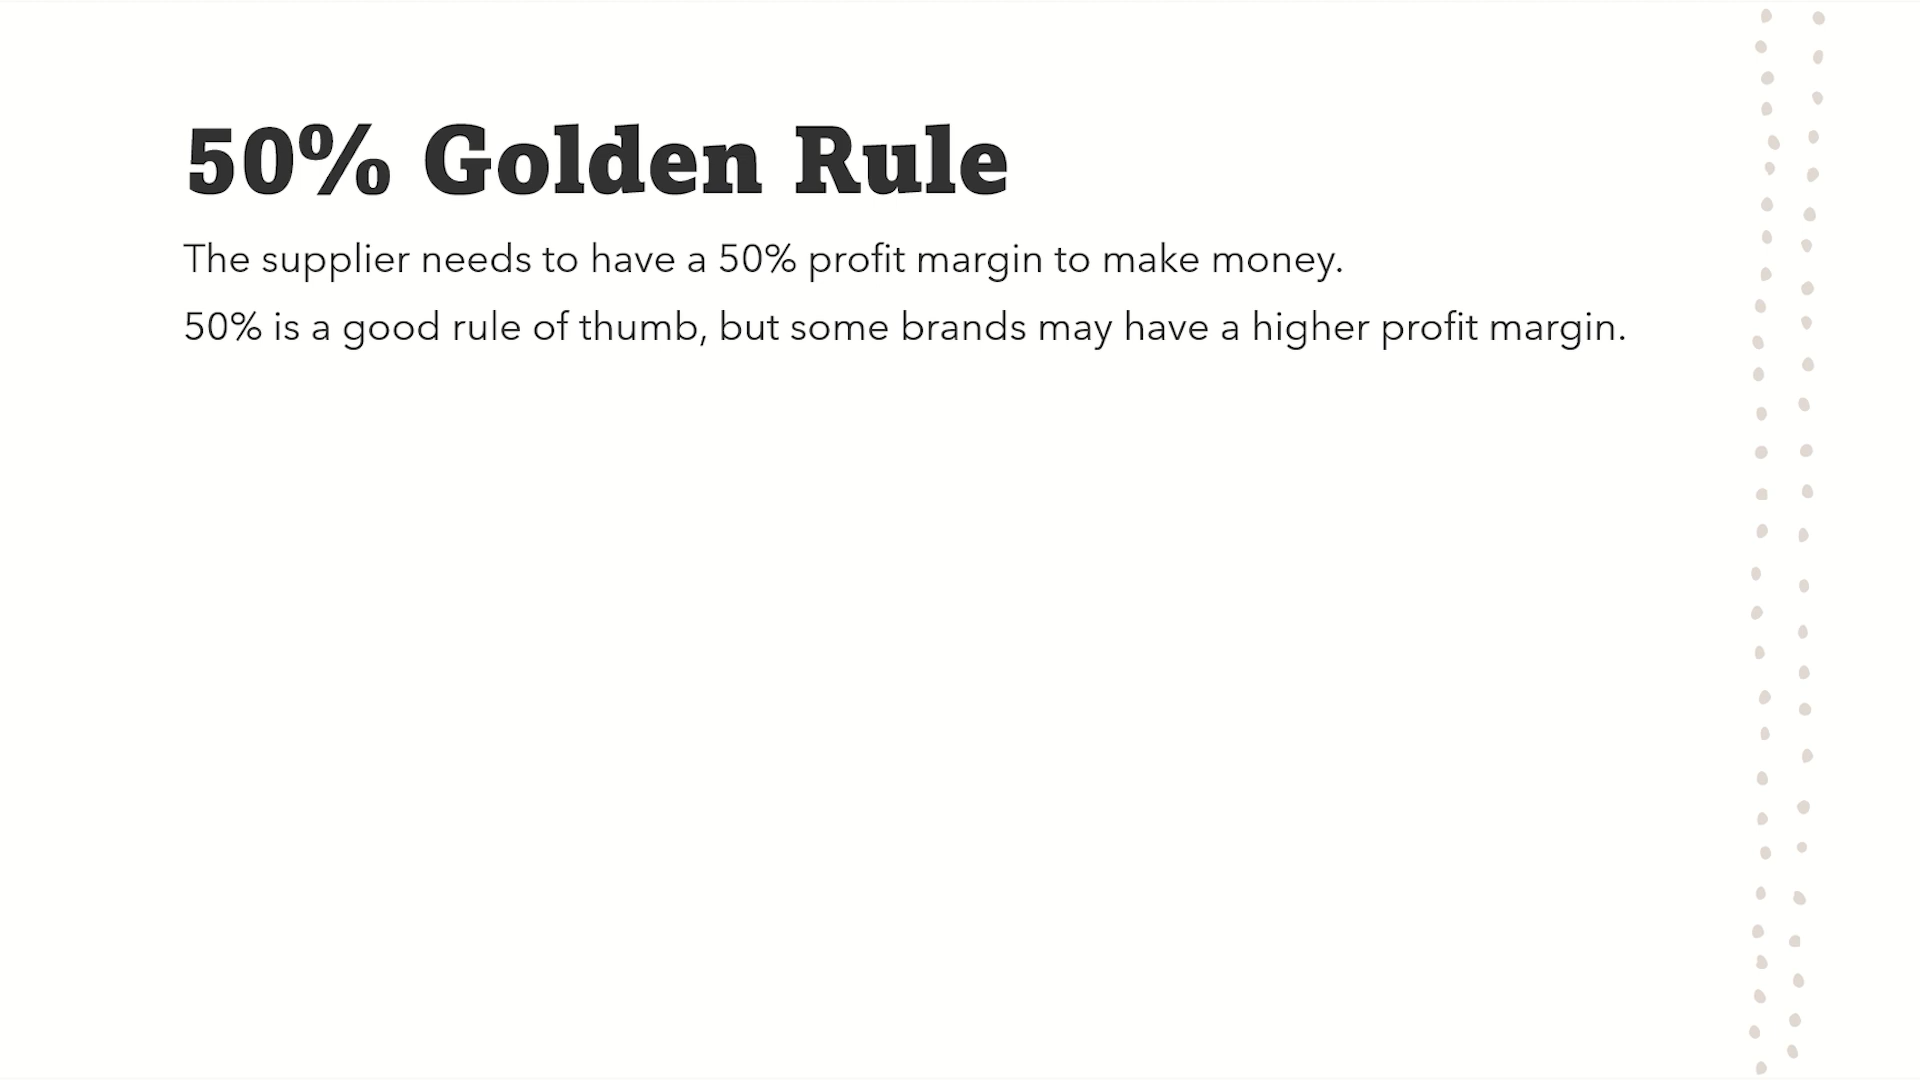 50% Golden Rule
The supplier needs to have a 50% profit margin to make money.
50% is a good rule of thumb, but some brands may have a higher profit margin.